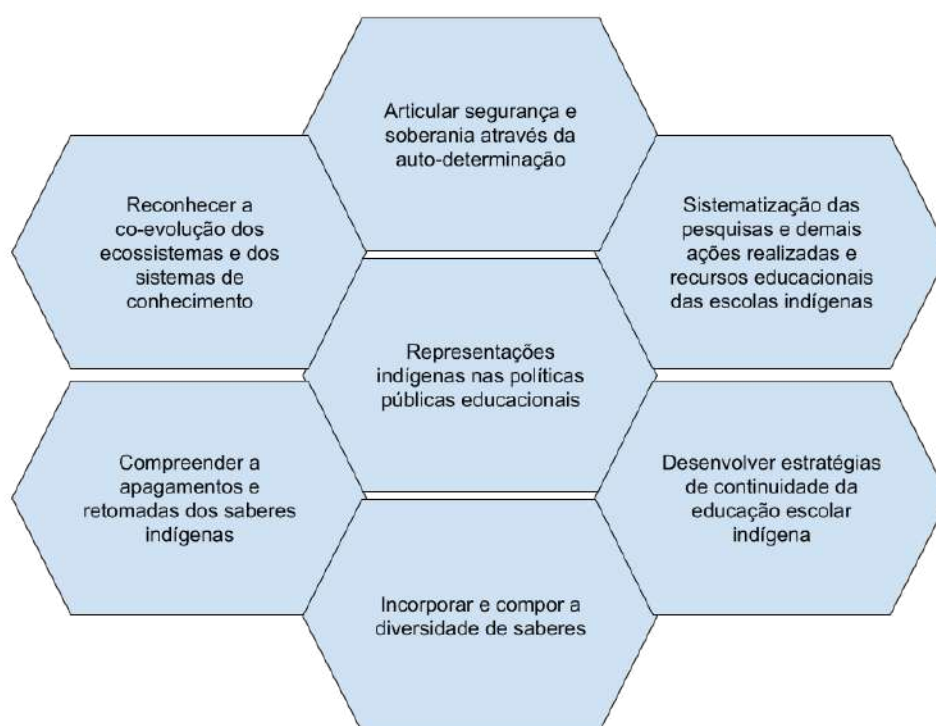 Articular segurança e
soberania através da
auto-determinação
Reconhecer a
co-evolução dos
ecossistemas e dos
sistemas de
conhecimento
Sistematização das
pesquisas e demais
ações realizadas e
recursos educacionais
das escolas indígenas
Representações
indígenas nas políticas
públicas educacionais
Compreender a
apagamentos e
retomadas dos saberes
indígenas
Desenvolver estratégias
de continuidade da
educação escolar
indígena
Incorporar e compor a
diversidade de saberes